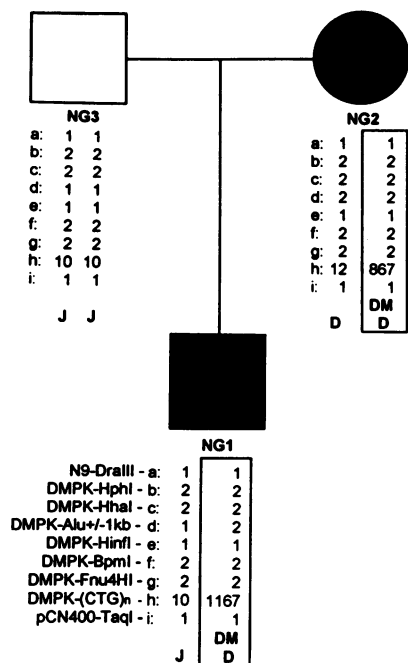 NG3
a: 1 1
b: 2 2
c: 2 2
d: 1 1
e: 1 1
f: 2 2
g: 2 2
h: 10 10
i: 1 1
J J
NG2
a: 1 1
b: 2 2
c: 2 2
d: 2 2
e: 1 1
f: 2 2
g: 2 2
h: 12 867
i: 1 1
DM
D D
NG1
N9-DraIII - a: 1 1
DMPK-HphI - b: 2 2
DMPK-HhaI - c: 2 2
DMPK-Alu+/-1kb - d: 1 2
DMPK-HinfI - e: 1 1
DMPK-BpmI - f: 2 2
DMPK-Fnu4HI - g: 2 2
DMPK-(CTG)n - h: 10 1167
pCN400-TaqI - i: 1 1
DM
J D